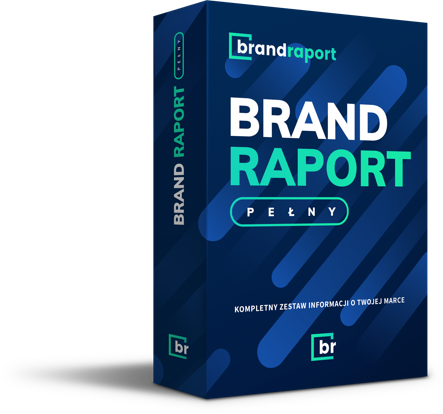 brandraport
BRAND
RAPORT
PEŁNY
KOMPLETNY ZESTAW INFORMACJI O TWOJEJ MARCE
br
BRAND RAPORT PEŁNY
br